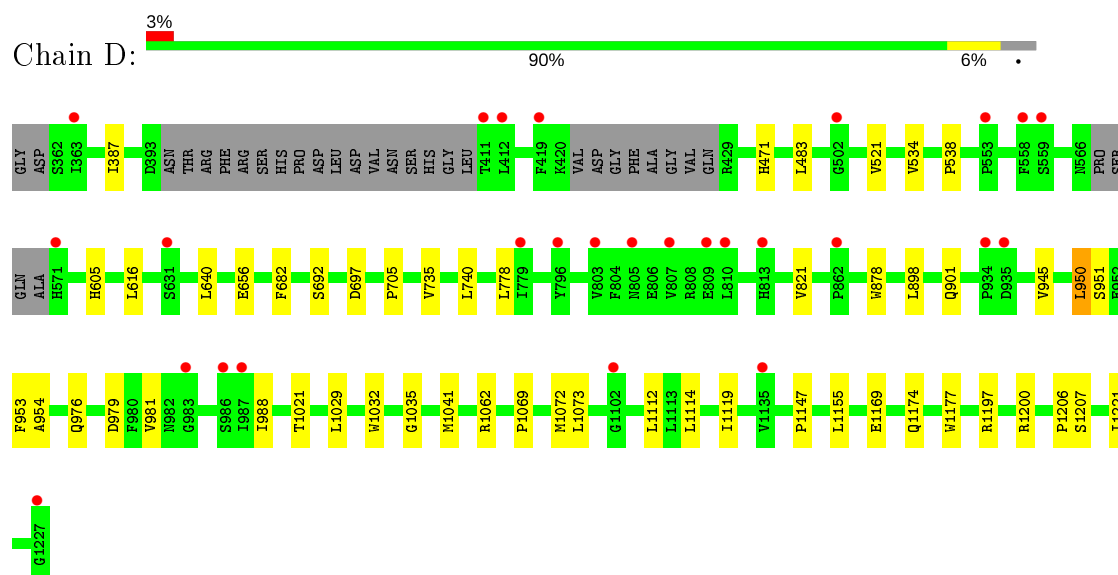 3%
Chain D:
90% 6% •
GLY ASP S362 I363 I387 D393 ASN THR ARG PHE ARG SER HIS PRO ASP LEU ASP VAL ASN SER HIS GLY LEU T411 L412 F419 K420 VAL ASP GLY PHE ALA GLY VAL GLN R429 H471 L483 G502 V521 V534 P538 P553 F558 S559 N566 PRO SER
GLN ALA H571 H605 L616 S631 L640 E656 F682 S692 D697 P705 V735 L740 L778 I779 Y796 V803 F804 N805 E806 V807 R808 E809 L810 H813 V821 P862 W878 L898 Q901 P934 D935 V945 L950 S951 F952
F953 A954 Q976 D979 F980 V981 N982 G983 S986 I987 I988 T1021 L1029 W1032 G1035 M1041 R1062 P1069 M1072 L1073 G1102 L1112 L1113 L1114 I1119 V1135 P1147 L1155 E1169 Q1174 W1177 R1197 R1200 P1206 S1207
G1227